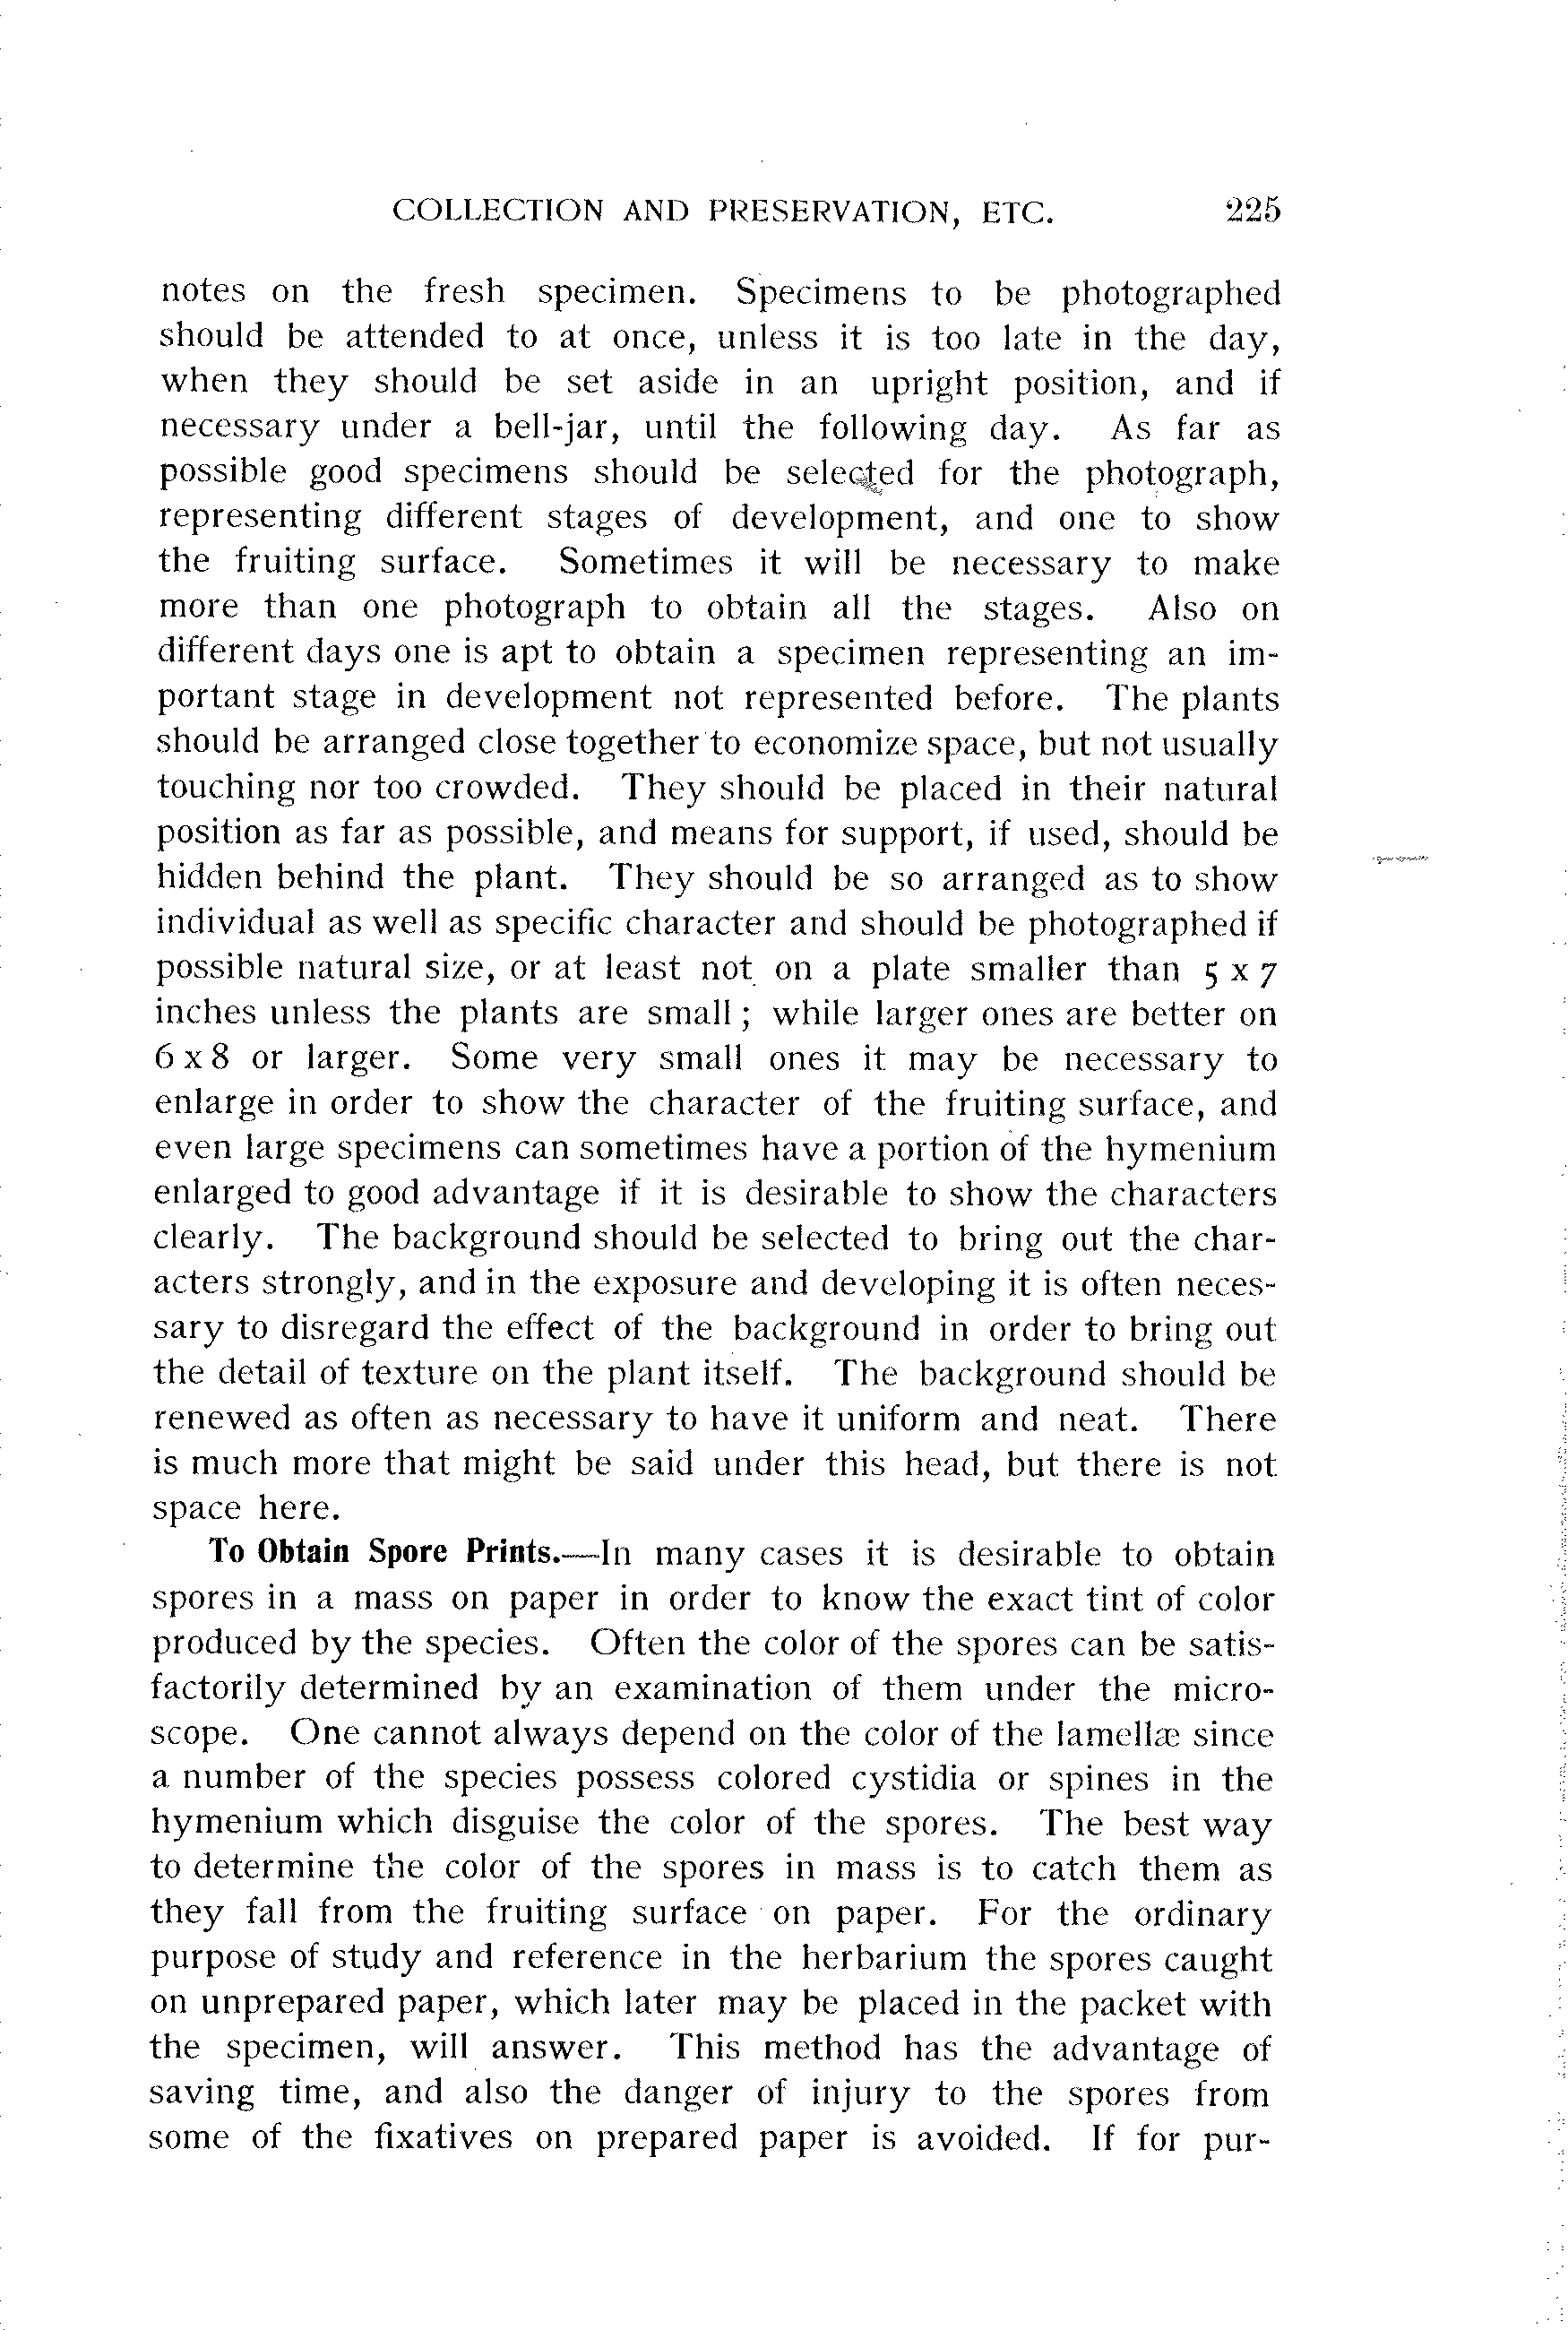 COLLECTION AND PRESERVATION, ETC. 225
notes on the fresh specimen. Specimens to be photographed
should be attended to at once, unless it is too late in the day,
when they should be set aside in an upright position, and if
necessary under a bell-jar, until the following day. As far as
possible good specimens should be selected for the photograph,
representing different stages of development, and one to show
the fruiting surface. Sometimes it will be necessary to make
more than one photograph to obtain all the stages. Also on
different days one is apt to obtain a specimen representing an im-
portant stage in development not represented before. The plants
should be arranged close together to economize space, but not usually
touching nor too crowded. They should be placed in their natural
position as far as possible, and means for support, if used, should be
hidden behind the plant. They should be so arranged as to show
individual as well as specific character and should be photographed if
possible natural size, or at least not on a plate smaller than 5 x 7
inches unless the plants are small ; while larger ones are better on
6 x 8 or larger. Some very small ones it may be necessary to
enlarge in order to show the character of the fruiting surface, and
even large specimens can sometimes have a portion of the hymenium
enlarged to good advantage if it is desirable to show the characters
clearly. The background should be selected to bring out the char-
acters strongly, and in the exposure and developing it is often neces-
sary to disregard the effect of the background in order to bring out
the detail of texture on the plant itself. The background should be
renewed as often as necessary to have it uniform and neat. There
is much more that might be said under this head, but there is not
space here.
To Obtain Spore Prints.—In many cases it is desirable to obtain
spores in a mass on paper in order to know the exact tint of color
produced by the species. Often the color of the spores can be satis-
factorily determined by an examination of them under the micro-
scope. One cannot always depend on the color of the lamellæ since
a number of the species possess colored cystidia or spines in the
hymenium which disguise the color of the spores. The best way
to determine the color of the spores in mass is to catch them as
they fall from the fruiting surface on paper. For the ordinary
purpose of study and reference in the herbarium the spores caught
on unprepared paper, which later may be placed in the packet with
the specimen, will answer. This method has the advantage of
saving time, and also the danger of injury to the spores from
some of the fixatives on prepared paper is avoided. If for pur-